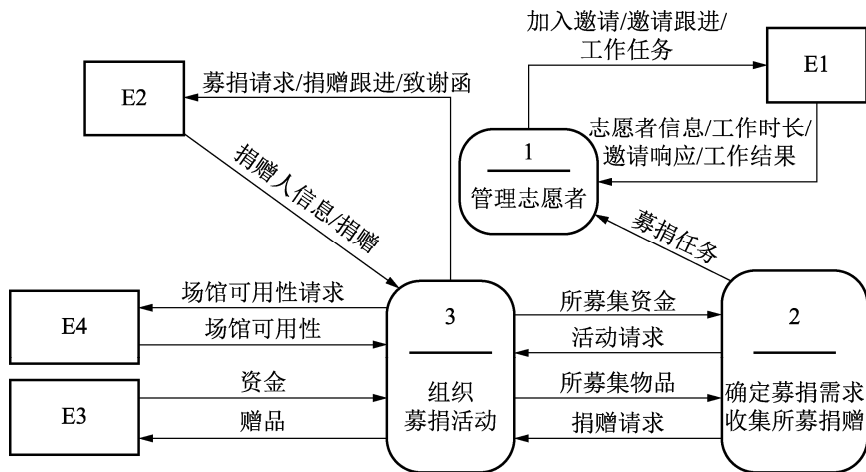 加入邀请/邀请跟进/
工作任务
E1
E2
募捐请求/捐赠跟进/致谢函
志愿者信息/工作时长/
邀请响应/工作结果
1
管理志愿者
捐赠人信息/捐赠
募捐任务
E4
场馆可用性请求
场馆可用性
3
组织
募捐活动
所募集资金
活动请求
2
确定募捐需求
收集所募捐赠
E3
资金
赠品
所募集物品
捐赠请求